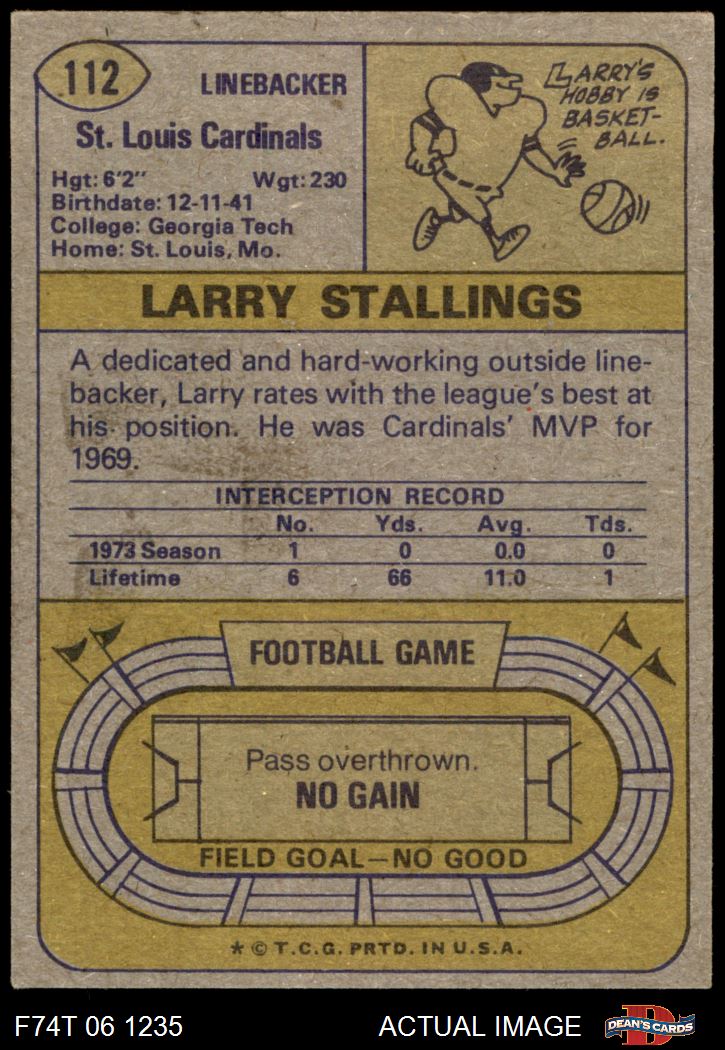 112
LINEBACKER
St. Louis Cardinals
Hgt: 6'2" Wgt: 230
Birthdate: 12-11-41
College: Georgia Tech
Home: St. Louis, Mo.
LARRY'S
HOBBY IS
BASKET-
BALL.
LARRY STALLINGS
A dedicated and hard-working outside line-
backer, Larry rates with the league's best at
his position. He was Cardinals' MVP for
1969.
INTERCEPTION RECORD
No. Yds. Avg. Tds.
1973 Season 1 0 0.0 0
Lifetime 6 66 11.0 1
FOOTBALL GAME
Pass overthrown.
NO GAIN
FIELD GOAL—NO GOOD
* © T.C.G. PRTD. IN U.S.A.
F74T 06 1235 ACTUAL IMAGE
D
DEAN'S CARDS